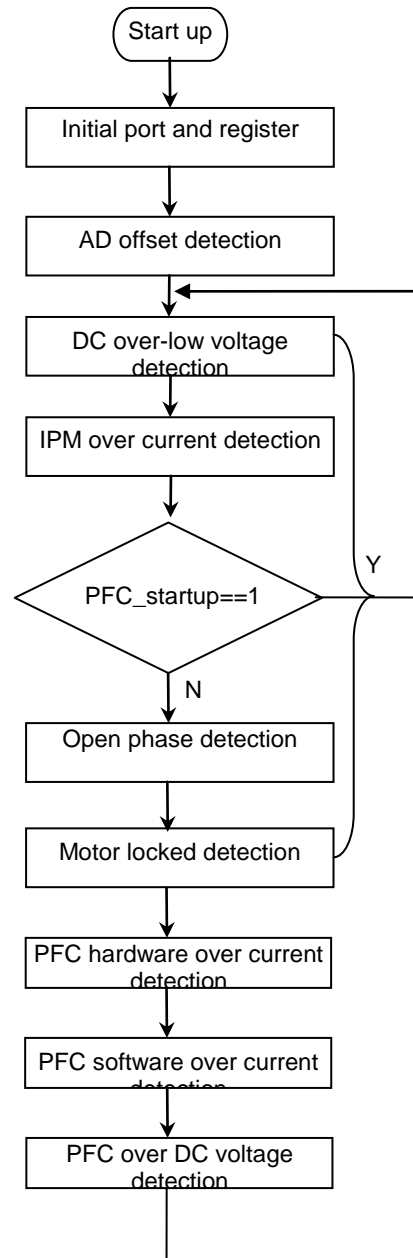 Start up
Initial port and register
AD offset detection
DC over-low voltage
detection
IPM over current detection
Y
PFC_startup==1
N
Open phase detection
Motor locked detection
PFC hardware over current
detection
PFC software over current
detection
PFC over DC voltage
detection